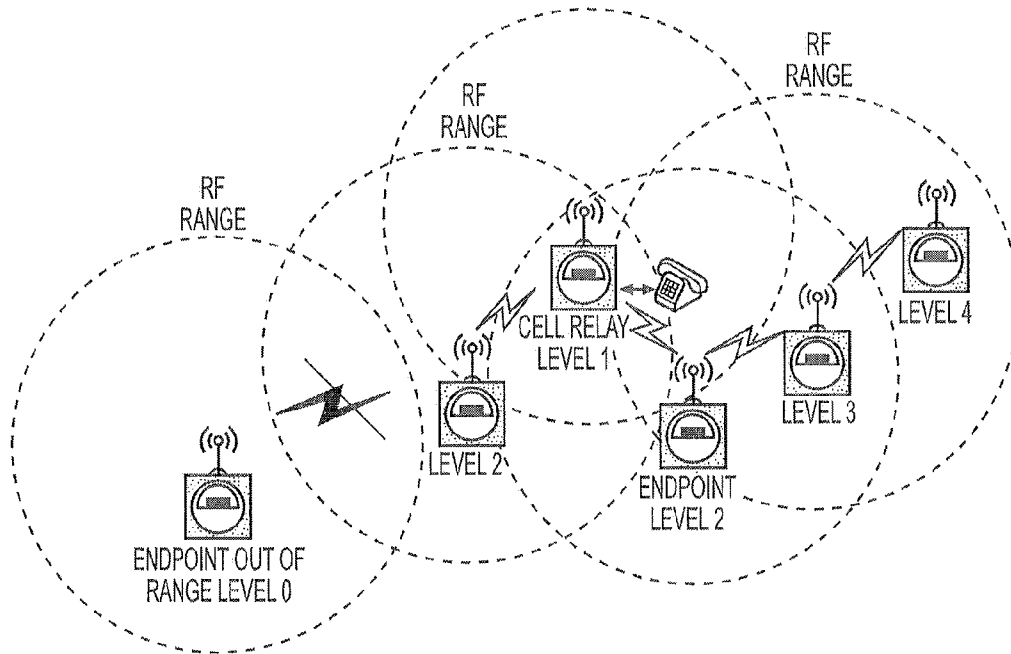 RF
RANGE
RF
RANGE
RF
RANGE
CELL RELAY
LEVEL 1
LEVEL 4
LEVEL 3
LEVEL 2
ENDPOINT
LEVEL 2
ENDPOINT OUT OF
RANGE LEVEL 0